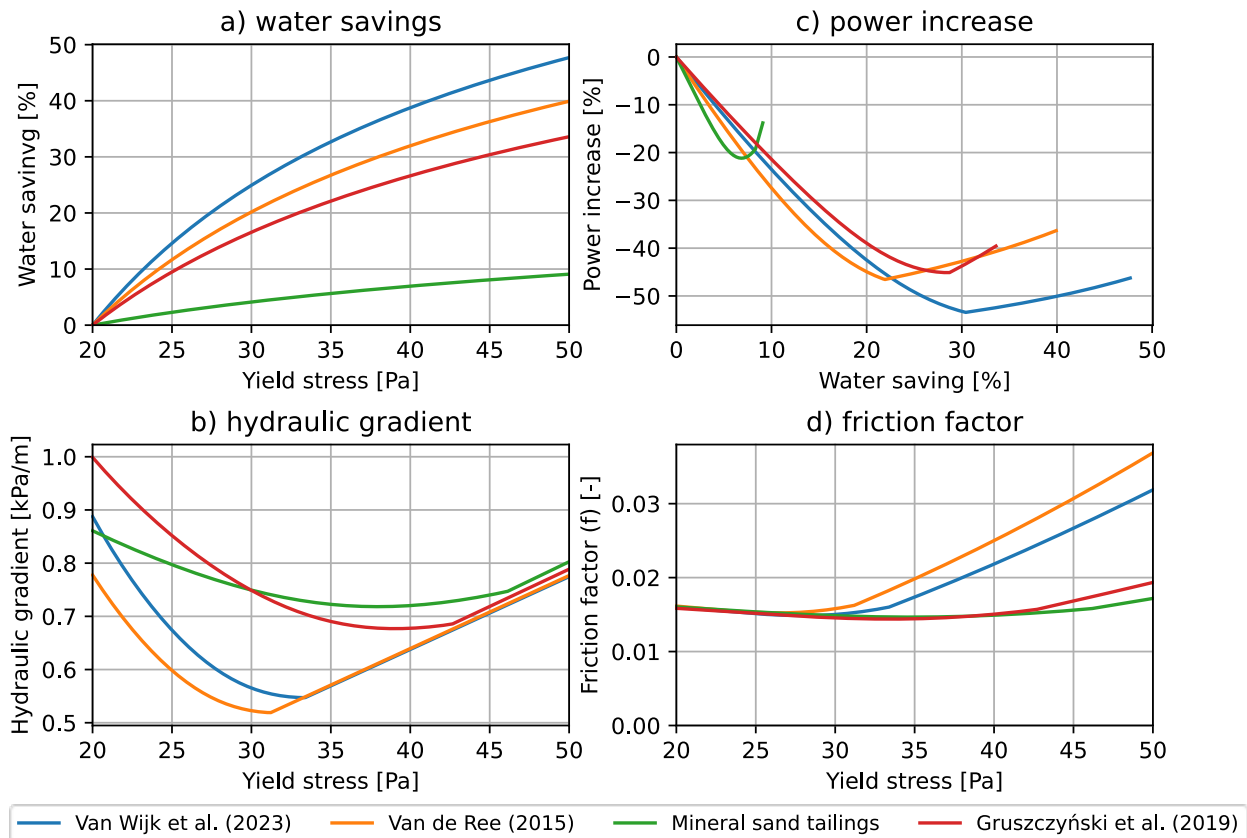 a) water savings
Water savinvg [%]
50
40
30
20
10
0
20 25 30 35 40 45 50
Yield stress [Pa]
c) power increase
Power increase [%]
0
−10
−20
−30
−40
−50
0 10 20 30 40 50
Water saving [%]
b) hydraulic gradient
Hydraulic gradient [kPa/m]
1.0
0.9
0.8
0.7
0.6
0.5
20 25 30 35 40 45 50
Yield stress [Pa]
d) friction factor
Friction factor (f) [-]
0.03
0.02
0.01
0.00
20 25 30 35 40 45 50
Yield stress [Pa]
Van Wijk et al. (2023) Van de Ree (2015) Mineral sand tailings Gruszczyński et al. (2019)